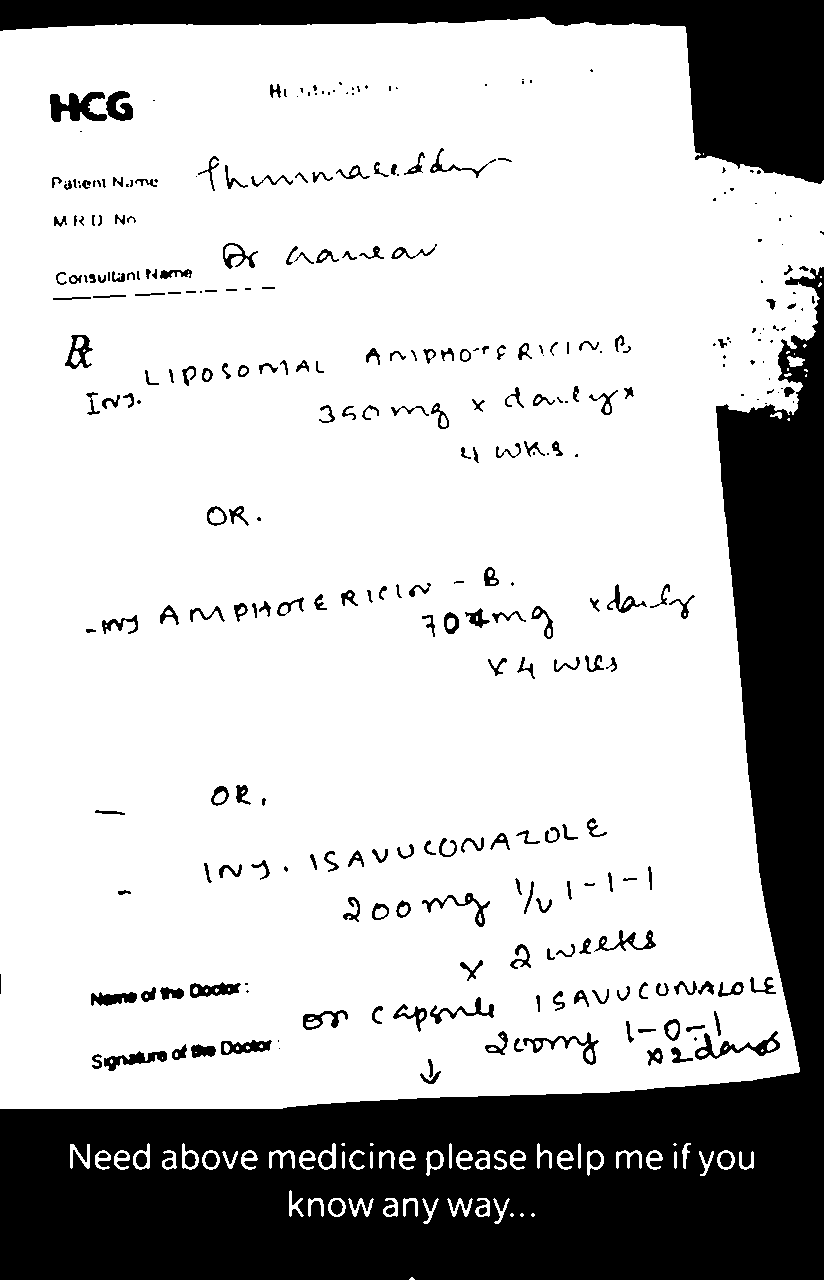 HCG
Patient Name Thimmareddy
M R D No
Consultant Name Dr
Rx
Inj. LIPOSOMAL AMPHOTERICIN. B
350mg x daily x
4 wks.
OR.
- Inj AMPHOTERICIN - B.
70mg x daily
x 4 wks
— OR,
- INJ. ISAVUCONAZOLE
200mg 1/V 1-1-1
x 2 weeks
Name of the Doctor :
or capsule ISAVUCONAZOLE
Signature of the Doctor : 200mg 1-0-1
x 2 days
↓
Need above medicine please help me if you
know any way...